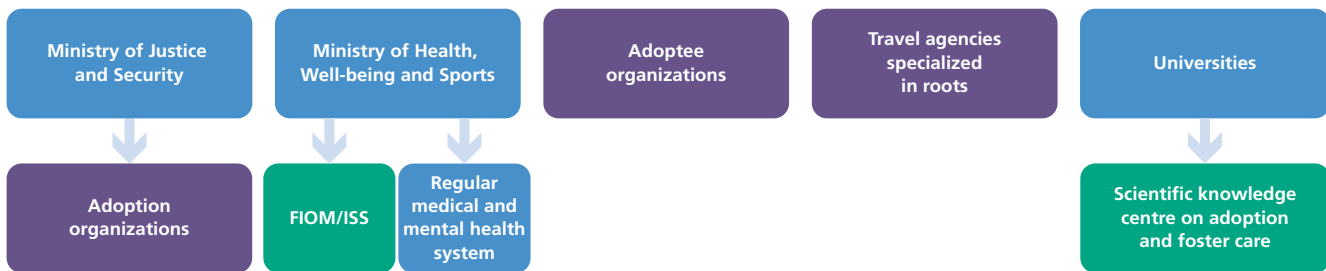 Ministry of Justice
and Security
Ministry of Health,
Well-being and Sports
Adoptee
organizations
Travel agencies
specialized
in roots
Universities
Adoption
organizations
FIOM/ISS
Regular
medical and
mental health
system
Scientific knowledge
centre on adoption
and foster care